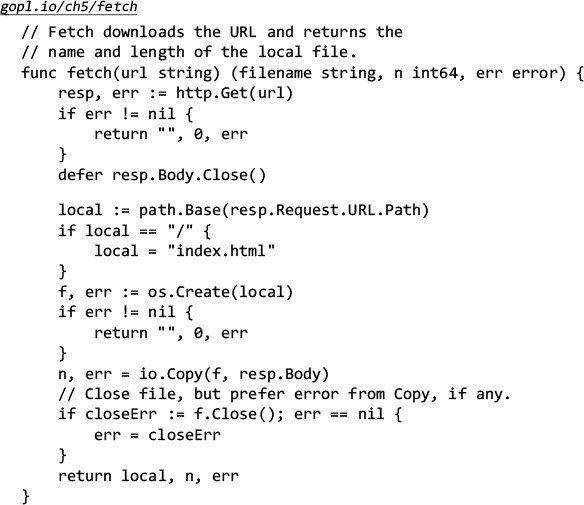 gopl.io/ch5/fetch
// Fetch downloads the URL and returns the
// name and length of the local file.
func fetch(url string) (filename string, n int64, err error) {
    resp, err := http.Get(url)
    if err != nil {
        return "", 0, err
    }
    defer resp.Body.Close()

    local := path.Base(resp.Request.URL.Path)
    if local == "/" {
        local = "index.html"
    }
    f, err := os.Create(local)
    if err != nil {
        return "", 0, err
    }
    n, err = io.Copy(f, resp.Body)
    // Close file, but prefer error from Copy, if any.
    if closeErr := f.Close(); err == nil {
        err = closeErr
    }
    return local, n, err
}